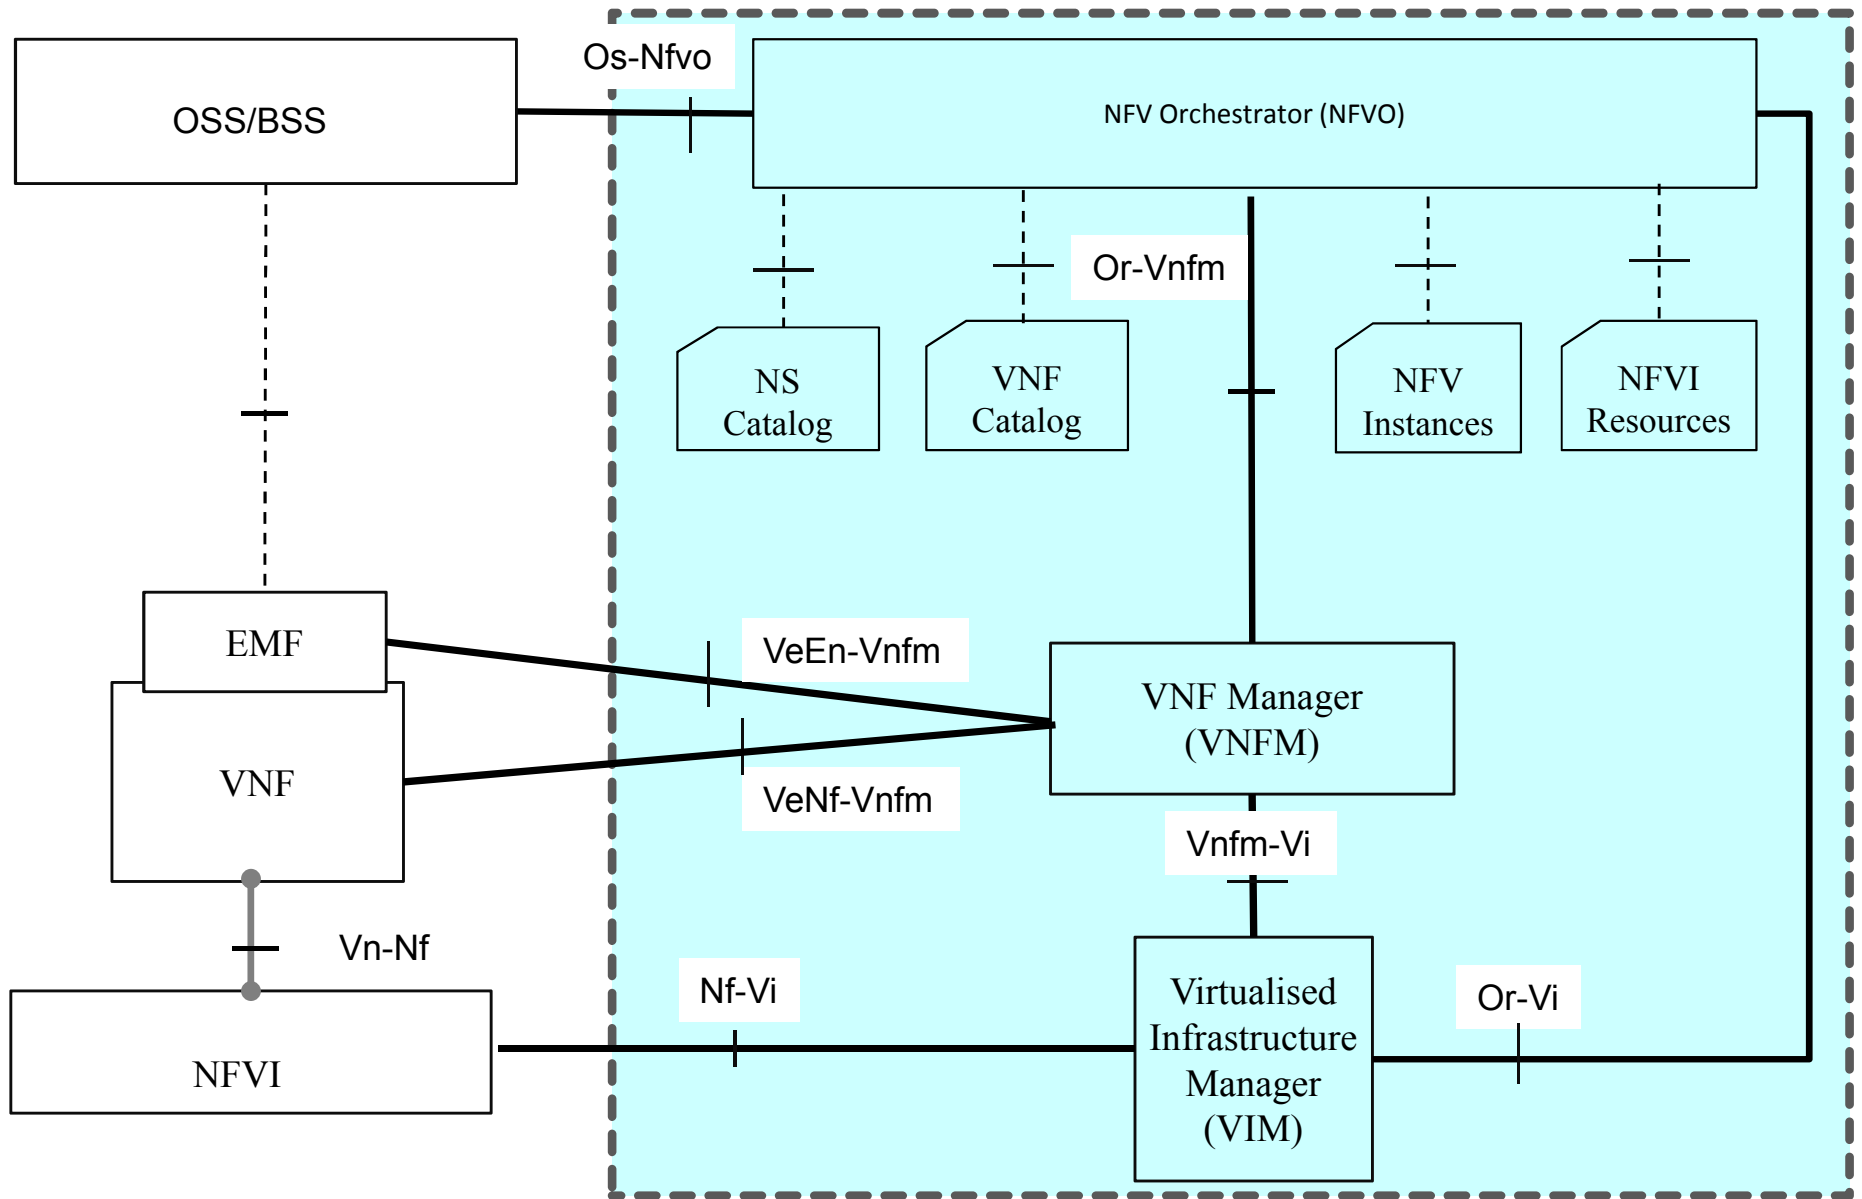 Os-Nfvo
OSS/BSS
NFV Orchestrator (NFVO)
Or-Vnfm
NS
Catalog
VNF
Catalog
NFV
Instances
NFVI
Resources
EMF
VeEn-Vnfm
VNF Manager
(VNFM)
VNF
VeNf-Vnfm
Vnfm-Vi
Vn-Nf
Nf-Vi
Virtualised
Infrastructure
Manager
(VIM)
Or-Vi
NFVI